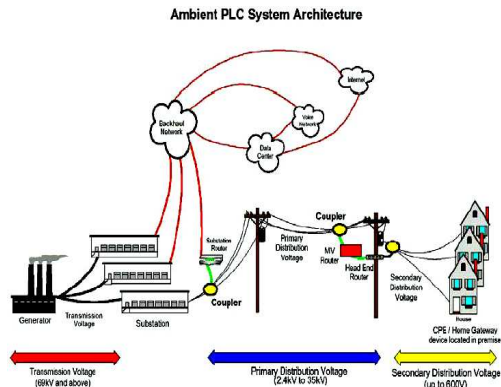 Ambient PLC System Architecture
Internet
Backhaul
Network
Voice
Network
Data
Center
Substation
Router
Coupler
Primary
Distribution
Voltage
Coupler
MV
Router
Head End
Router
Secondary
Distribution
Voltage
Generator
Transmission
Voltage
Substation
Coupler
House
CPE / Home Gateway
device located in premise
Transmission Voltage
(69kV and above)
Primary Distribution Voltage
(2.4kV to 35kV)
Secondary Distribution Voltage
(up to 600V)